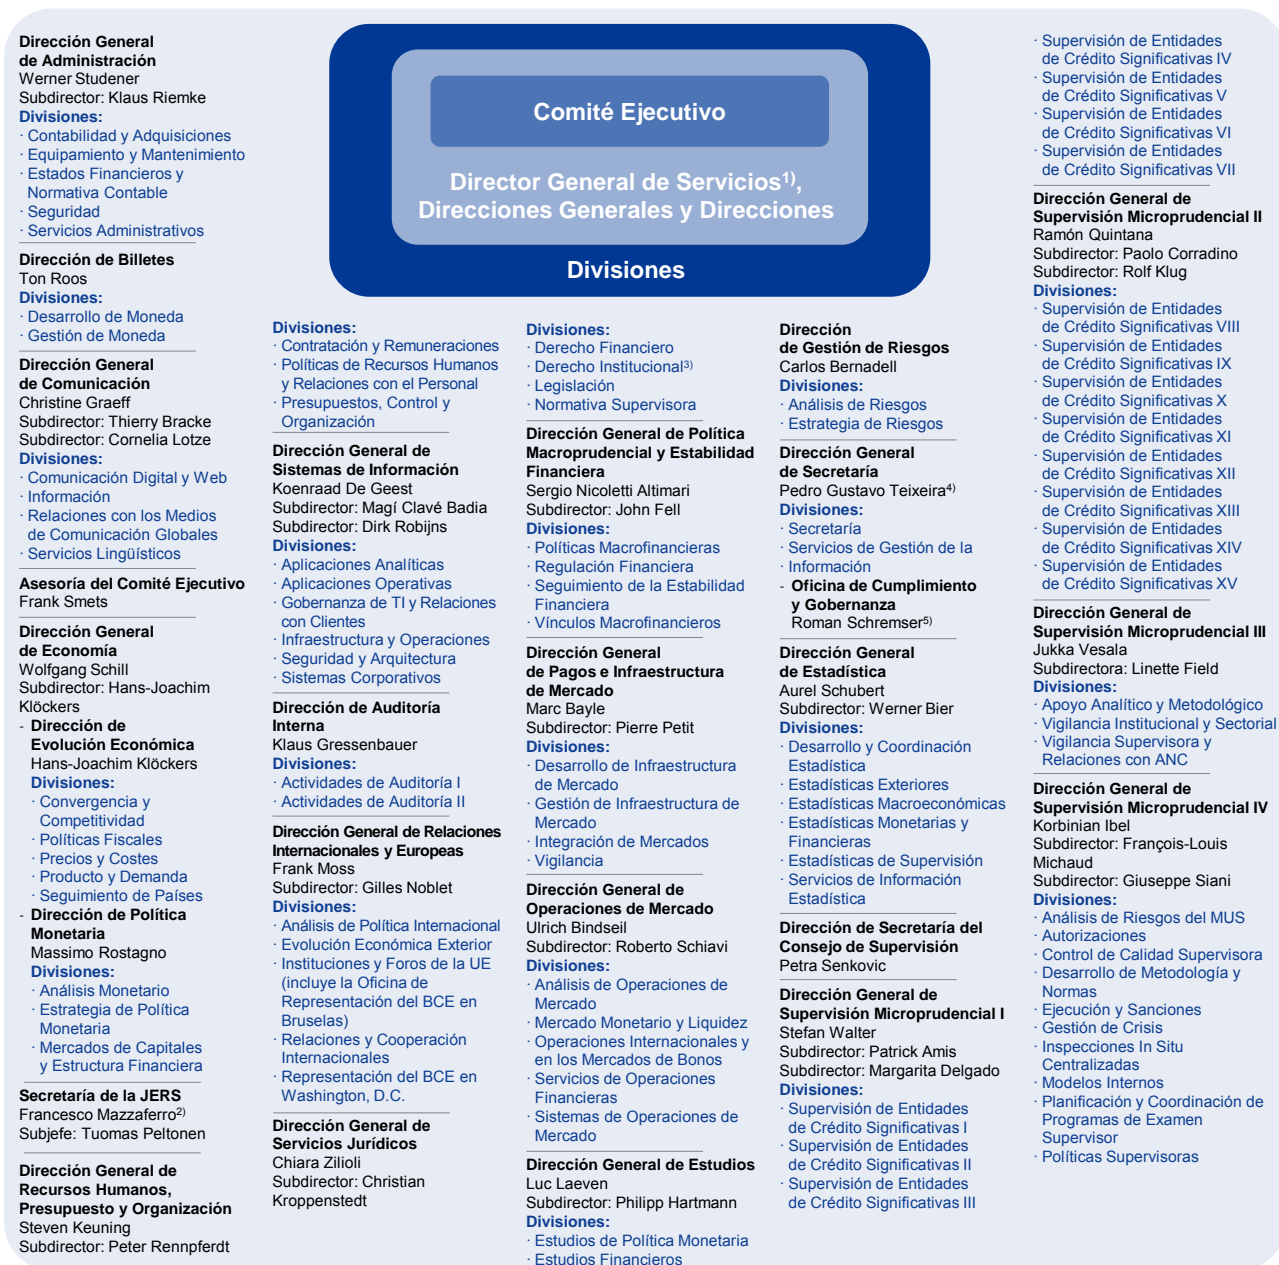 Dirección General
de Administración
Werner Studener
Subdirector: Klaus Riemke
Divisiones:
· Contabilidad y Adquisiciones
· Equipamiento y Mantenimiento
· Estados Financieros y
Normativa Contable
· Seguridad
· Servicios Administrativos
Dirección de Billetes
Ton Roos
Divisiones:
· Desarrollo de Moneda
· Gestión de Moneda
Dirección General
de Comunicación
Christine Graeff
Subdirector: Thierry Bracke
Subdirector: Cornelia Lotze
Divisiones:
· Comunicación Digital y Web
· Información
· Relaciones con los Medios
de Comunicación Globales
· Servicios Lingüísticos
Asesoría del Comité Ejecutivo
Frank Smets
Dirección General
de Economía
Wolfgang Schill
Subdirector: Hans-Joachim
Klöckers
- Dirección de
Evolución Económica
Hans-Joachim Klöckers
Divisiones:
· Convergencia y
Competitividad
· Políticas Fiscales
· Precios y Costes
· Producto y Demanda
· Seguimiento de Países
- Dirección de Política
Monetaria
Massimo Rostagno
Divisiones:
· Análisis Monetario
· Estrategia de Política
Monetaria
· Mercados de Capitales
y Estructura Financiera
Secretaría de la JERS
Francesco Mazzaferro2)
Subjefe: Tuomas Peltonen
Dirección General de
Recursos Humanos,
Presupuesto y Organización
Steven Keuning
Subdirector: Peter Rennpferdt
Comité Ejecutivo
Director General de Servicios1),
Direcciones Generales y Direcciones
Divisiones
Divisiones:
· Contratación y Remuneraciones
· Políticas de Recursos Humanos
y Relaciones con el Personal
· Presupuestos, Control y
Organización
Dirección General de
Sistemas de Información
Koenraad De Geest
Subdirector: Magí Clavé Badia
Subdirector: Dirk Robijns
Divisiones:
· Aplicaciones Analíticas
· Aplicaciones Operativas
· Gobernanza de TI y Relaciones
con Clientes
· Infraestructura y Operaciones
· Seguridad y Arquitectura
· Sistemas Corporativos
Dirección de Auditoría
Interna
Klaus Gressenbauer
Divisiones:
· Actividades de Auditoría I
· Actividades de Auditoría II
Dirección General de Relaciones
Internacionales y Europeas
Frank Moss
Subdirector: Gilles Noblet
Divisiones:
· Análisis de Política Internacional
· Evolución Económica Exterior
· Instituciones y Foros de la UE
(incluye la Oficina de
Representación del BCE en
Bruselas)
· Relaciones y Cooperación
Internacionales
· Representación del BCE en
Washington, D.C.
Dirección General de
Servicios Jurídicos
Chiara Zilioli
Subdirector: Christian
Kroppenstedt
Divisiones:
· Derecho Financiero
· Derecho Institucional3)
· Legislación
· Normativa Supervisora
Dirección General de Política
Macroprudencial y Estabilidad
Financiera
Sergio Nicoletti Altimari
Subdirector: John Fell
Divisiones:
· Políticas Macrofinancieras
· Regulación Financiera
· Seguimiento de la Estabilidad
Financiera
· Vínculos Macrofinancieros
Dirección General
de Pagos e Infraestructura
de Mercado
Marc Bayle
Subdirector: Pierre Petit
Divisiones:
· Desarrollo de Infraestructura
de Mercado
· Gestión de Infraestructura de
Mercado
· Integración de Mercados
· Vigilancia
Dirección General de
Operaciones de Mercado
Ulrich Bindseil
Subdirector: Roberto Schiavi
Divisiones:
· Análisis de Operaciones de
Mercado
· Mercado Monetario y Liquidez
· Operaciones Internacionales y
en los Mercados de Bonos
· Servicios de Operaciones
Financieras
· Sistemas de Operaciones de
Mercado
Dirección General de Estudios
Luc Laeven
Subdirector: Philipp Hartmann
Divisiones:
· Estudios de Política Monetaria
· Estudios Financieros
Dirección
de Gestión de Riesgos
Carlos Bernadell
Divisiones:
· Análisis de Riesgos
· Estrategia de Riesgos
Dirección General
de Secretaría
Pedro Gustavo Teixeira4)
Divisiones:
· Secretaría
· Servicios de Gestión de la
· Información
- Oficina de Cumplimiento
y Gobernanza
Roman Schremser5)
Dirección General
de Estadística
Aurel Schubert
Subdirector: Werner Bier
Divisiones:
· Desarrollo y Coordinación
Estadística
· Estadísticas Exteriores
· Estadísticas Macroeconómicas
· Estadísticas Monetarias y
Financieras
· Estadísticas de Supervisión
· Servicios de Información
Estadística
Dirección de Secretaría del
Consejo de Supervisión
Petra Senkovic
Dirección General de
Supervisión Microprudencial I
Stefan Walter
Subdirector: Patrick Amis
Subdirector: Margarita Delgado
Divisiones:
· Supervisión de Entidades
de Crédito Significativas I
· Supervisión de Entidades
de Crédito Significativas II
· Supervisión de Entidades
de Crédito Significativas III
· Supervisión de Entidades
de Crédito Significativas IV
· Supervisión de Entidades
de Crédito Significativas V
· Supervisión de Entidades
de Crédito Significativas VI
· Supervisión de Entidades
de Crédito Significativas VII
Dirección General de
Supervisión Microprudencial II
Ramón Quintana
Subdirector: Paolo Corradino
Subdirector: Rolf Klug
Divisiones:
· Supervisión de Entidades
de Crédito Significativas VIII
· Supervisión de Entidades
de Crédito Significativas IX
· Supervisión de Entidades
de Crédito Significativas X
· Supervisión de Entidades
de Crédito Significativas XI
· Supervisión de Entidades
de Crédito Significativas XII
· Supervisión de Entidades
de Crédito Significativas XIII
· Supervisión de Entidades
de Crédito Significativas XIV
· Supervisión de Entidades
de Crédito Significativas XV
Dirección General de
Supervisión Microprudencial III
Jukka Vesala
Subdirectora: Linette Field
Divisiones:
· Apoyo Analítico y Metodológico
· Vigilancia Institucional y Sectorial
· Vigilancia Supervisora y
Relaciones con ANC
Dirección General de
Supervisión Microprudencial IV
Korbinian Ibel
Subdirector: François-Louis
Michaud
Subdirector: Giuseppe Siani
Divisiones:
· Análisis de Riesgos del MUS
· Autorizaciones
· Control de Calidad Supervisora
· Desarrollo de Metodología y
Normas
· Ejecución y Sanciones
· Gestión de Crisis
· Inspecciones In Situ
Centralizadas
· Modelos Internos
· Planificación y Coordinación de
Programas de Examen
Supervisor
· Políticas Supervisoras